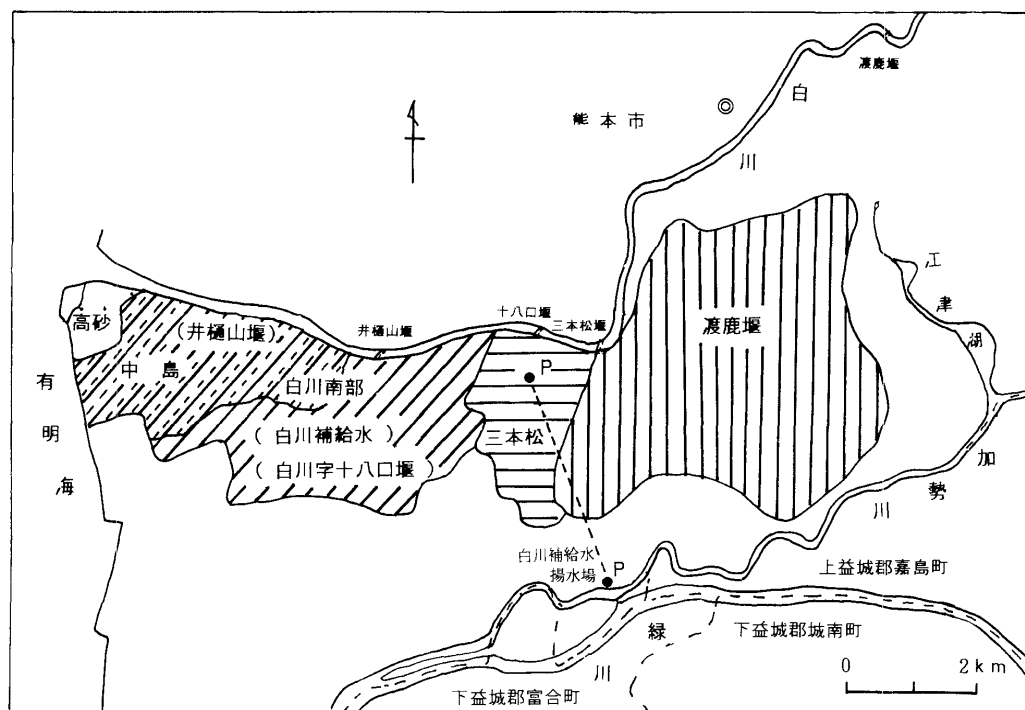 渡鹿堰
白
川
熊本市
江
津
湖
十八口堰
三本松堰
井樋山堰
渡鹿堰
高砂
(井樋山堰)
中島
白川南部
P
有
明
海
(白川補給水)
三本松
(白川字十八口堰)
加
勢
川
白川補給水
揚水場
P
上益城郡嘉島町
緑
川
下益城郡城南町
0 2km
下益城郡富合町